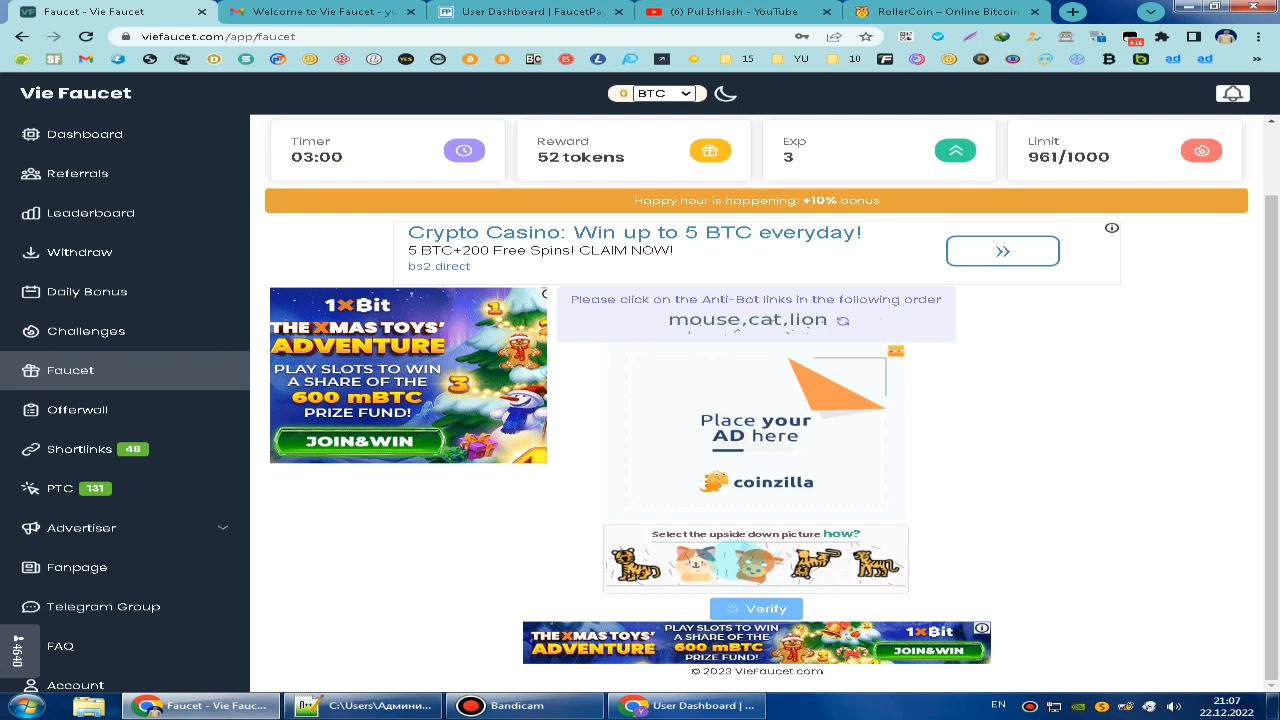 Faucet - Vie Faucet
Welcome to Vie Faucet - you
User Dashboard | FaucetPay
(6) Pul Ishlash - YouTube
RollerCoin – Online Bitcoin
viefaucet.com/app/faucet
15
YU
10
ad
ad
Vie Faucet
0 BTC
Dashboard
Referrals
Leaderboard
Withdraw
Daily Bonus
Challenges
Faucet
Offerwall
Shortlinks 48
PTC 131
Advertiser
Fanpage
Telegram Group
FAQ
Account
Timer
03:00
Reward
52 tokens
Exp
3
Limit
961/1000
Happy hour is happening: +10% bonus
Crypto Casino: Win up to 5 BTC everyday!
5 BTC+200 Free Spins! CLAIM NOW!
bs2.direct
1XBit
THE XMAS TOYS'
ADVENTURE
PLAY SLOTS TO WIN
A SHARE OF THE
600 mBTC
PRIZE FUND!
JOIN&WIN
Please click on the Anti-Bot links in the following order
mouse,cat,lion
Place your
AD here
coinzilla
Select the upside down picture how?
Verify
THE XMAS TOYS'
ADVENTURE
PLAY SLOTS TO WIN
A SHARE OF THE
600 mBTC
PRIZE FUND!
1XBit
JOIN&WIN
© 2023 VieFaucet.com
Faucet - Vie Fauc...
C:\Users\Админи...
Bandicam
User Dashboard | ...
EN
21:07
22.12.2022